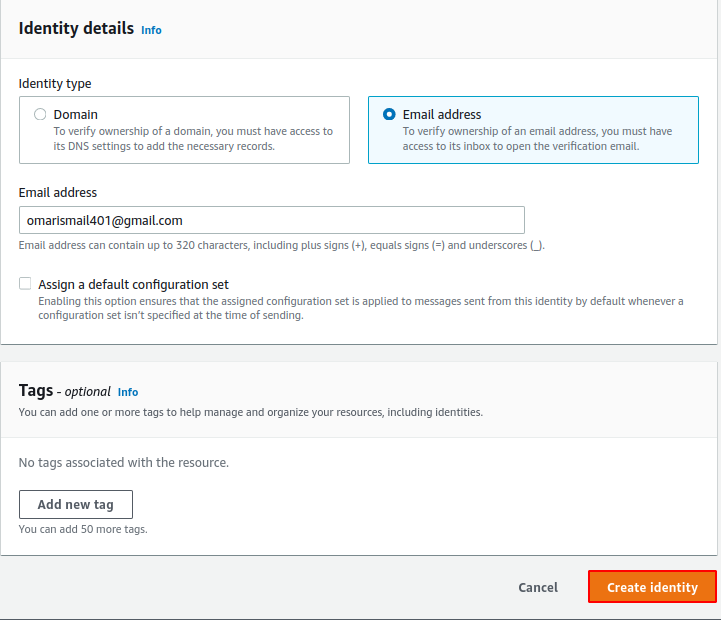 Identity details Info
Identity type
Domain
To verify ownership of a domain, you must have access to
its DNS settings to add the necessary records.
Email address
To verify ownership of an email address, you must have
access to its inbox to open the verification email.
Email address
omarismail401@gmail.com
Email address can contain up to 320 characters, including plus signs (+), equals signs (=) and underscores (_).
Assign a default configuration set
Enabling this option ensures that the assigned configuration set is applied to messages sent from this identity by default whenever a
configuration set isn't specified at the time of sending.
Tags - optional Info
You can add one or more tags to help manage and organize your resources, including identities.
No tags associated with the resource.
Add new tag
You can add 50 more tags.
Cancel Create identity